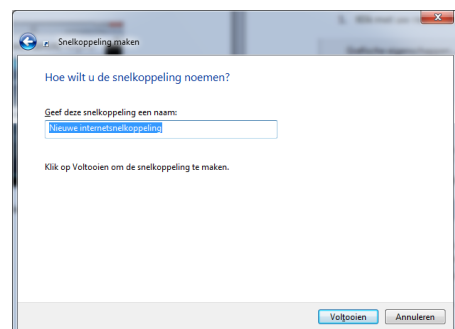 Snelkoppeling maken
Hoe wilt u de snelkoppeling noemen?
Geef deze snelkoppeling een naam:
Nieuwe internetsnelkoppeling
Klik op Voltooien om de snelkoppeling te maken.
Voltooien
Annuleren